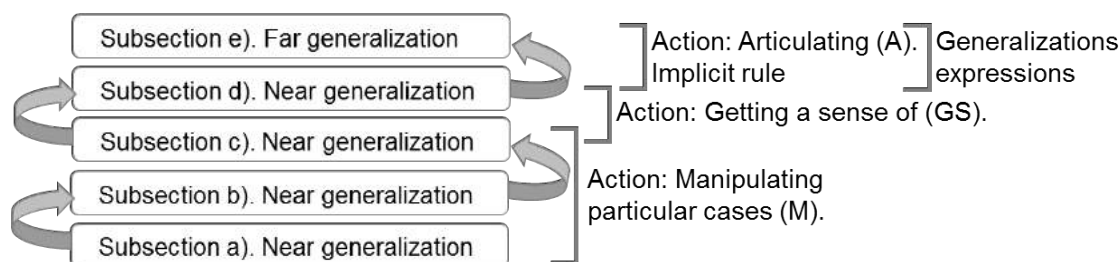 Subsection e). Far generalization
Subsection d). Near generalization
Subsection c). Near generalization
Subsection b). Near generalization
Subsection a). Near generalization
Action: Articulating (A).
Implicit rule
Generalizations
expressions
Action: Getting a sense of (GS).
Action: Manipulating
particular cases (M).